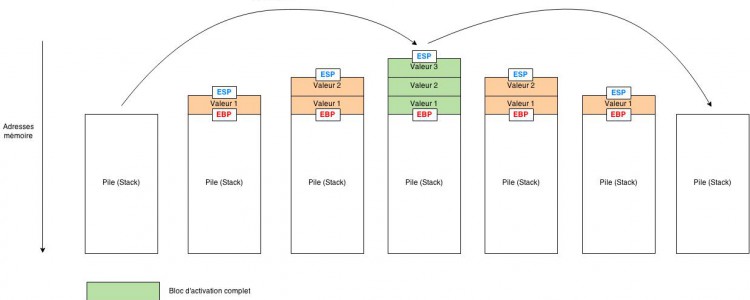 ESP
Valeur 3
ESP
Valeur 2
Valeur 2
ESP
Valeur 2
ESP
Valeur 1
Valeur 1
Valeur 1
Valeur 1
ESP
Valeur 1
EBP
EBP
EBP
EBP
EBP
Adresses
mémoire
Pile (Stack)
Pile (Stack)
Pile (Stack)
Pile (Stack)
Pile (Stack)
Pile (Stack)
Pile (Stack)
Bloc d'activation complet